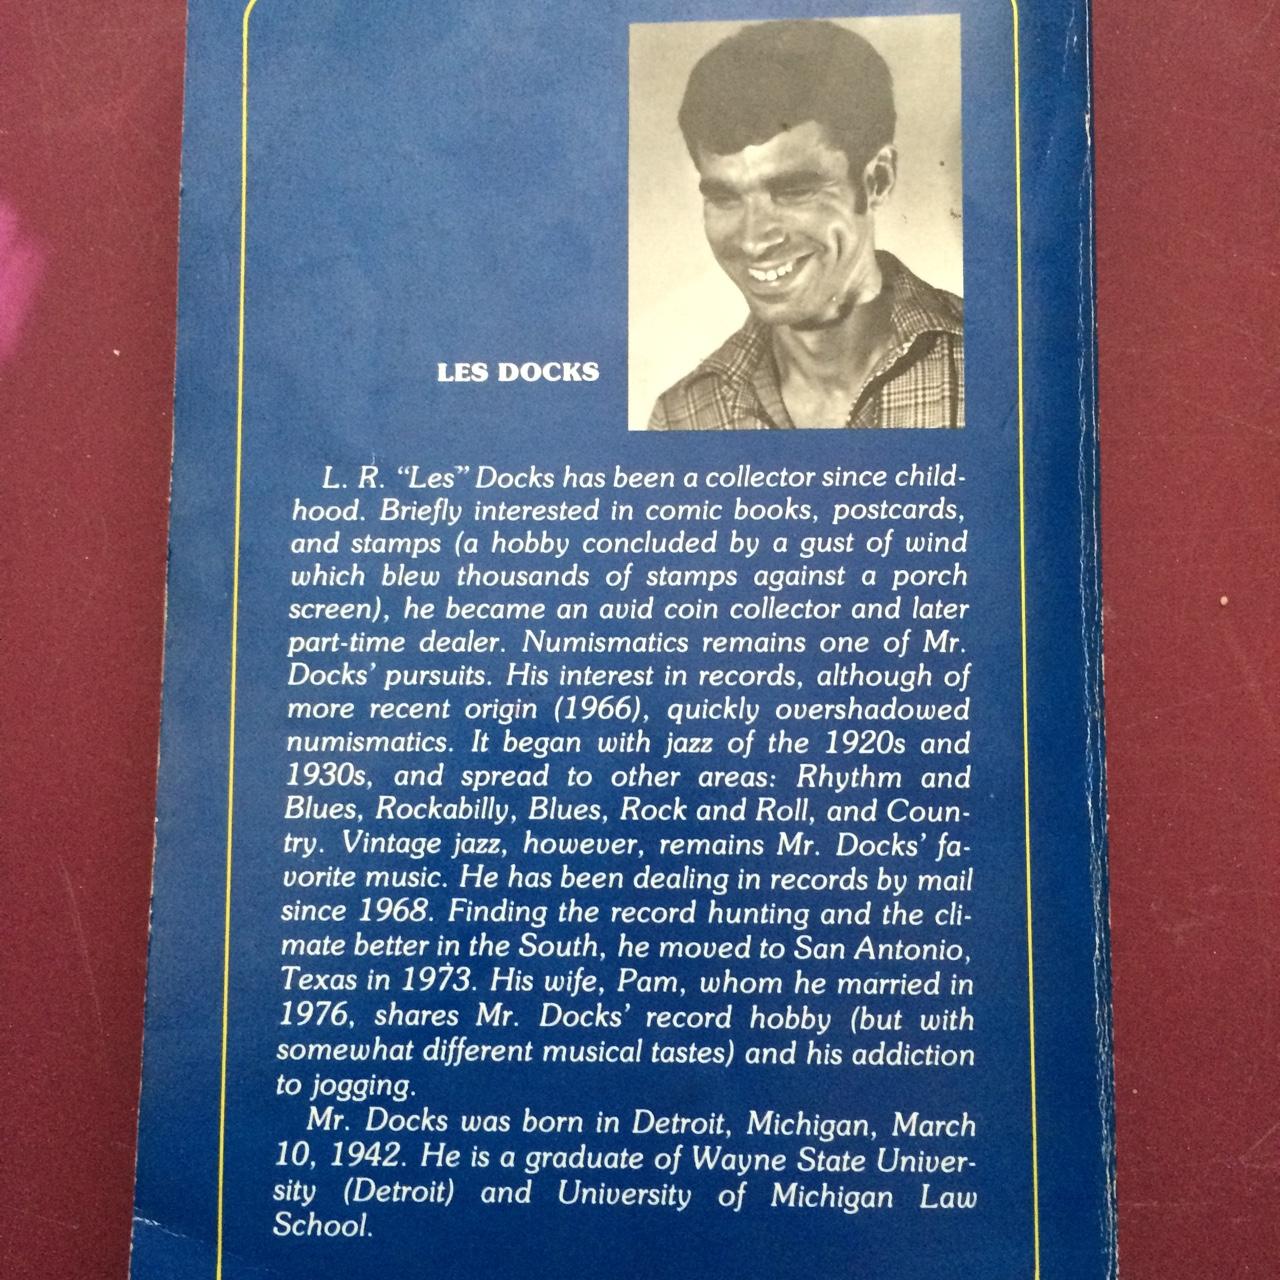 LES DOCKS
L. R. “Les” Docks has been a collector since child-
hood. Briefly interested in comic books, postcards,
and stamps (a hobby concluded by a gust of wind
which blew thousands of stamps against a porch
screen), he became an avid coin collector and later
part-time dealer. Numismatics remains one of Mr.
Docks’ pursuits. His interest in records, although of
more recent origin (1966), quickly overshadowed
numismatics. It began with jazz of the 1920s and
1930s, and spread to other areas: Rhythm and
Blues, Rockabilly, Blues, Rock and Roll, and Coun-
try. Vintage jazz, however, remains Mr. Docks’ fa-
vorite music. He has been dealing in records by mail
since 1968. Finding the record hunting and the cli-
mate better in the South, he moved to San Antonio,
Texas in 1973. His wife, Pam, whom he married in
1976, shares Mr. Docks’ record hobby (but with
somewhat different musical tastes) and his addiction
to jogging.
Mr. Docks was born in Detroit, Michigan, March
10, 1942. He is a graduate of Wayne State Univer-
sity (Detroit) and University of Michigan Law
School.